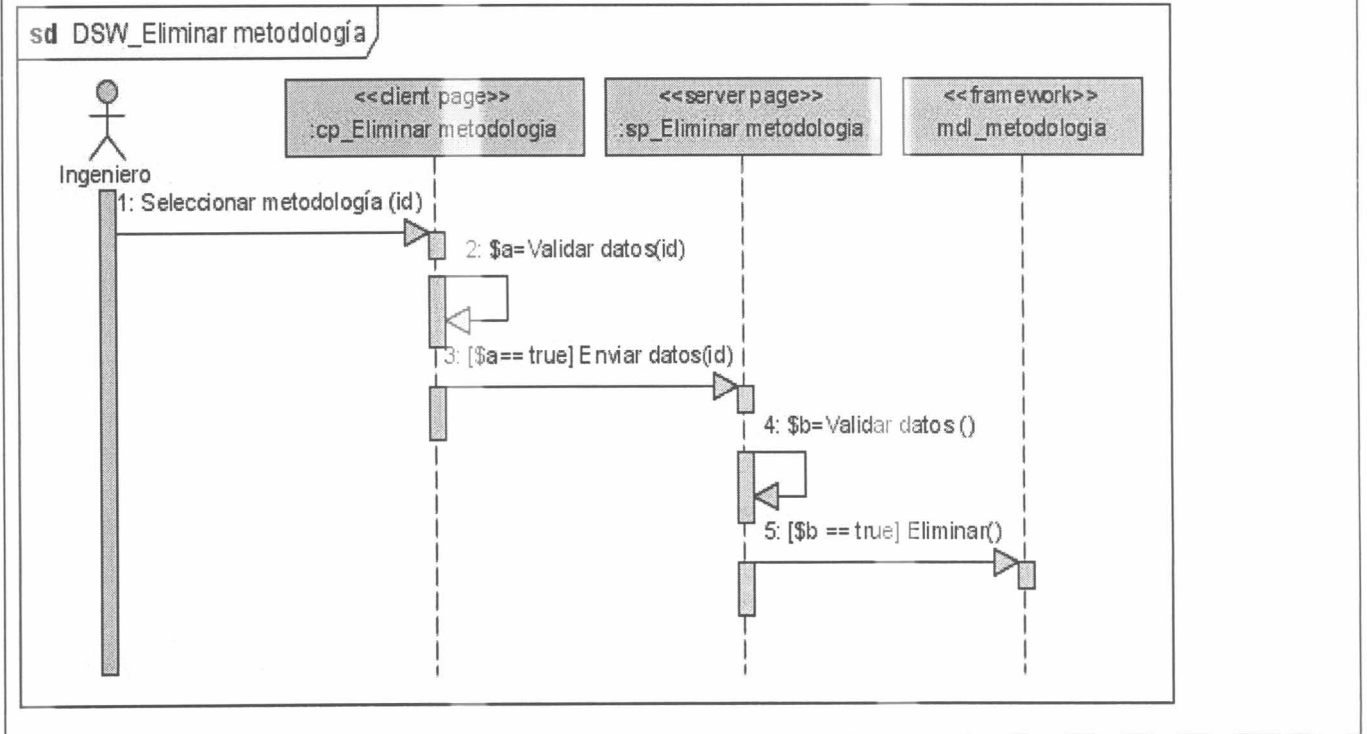 sd DSW_Eliminar metodología
<<client page>>
:cp_Eliminar metodologia
<<server page>>
:sp_Eliminar metodologia
<<framework>>
mdl_metodologia
Ingeniero
1: Seleccionar metodología (id)
2: $a=Validar datos(id)
3: [$a== true] Enviar datos(id)
4: $b=Validar datos ()
5: [$b == true] Eliminar()